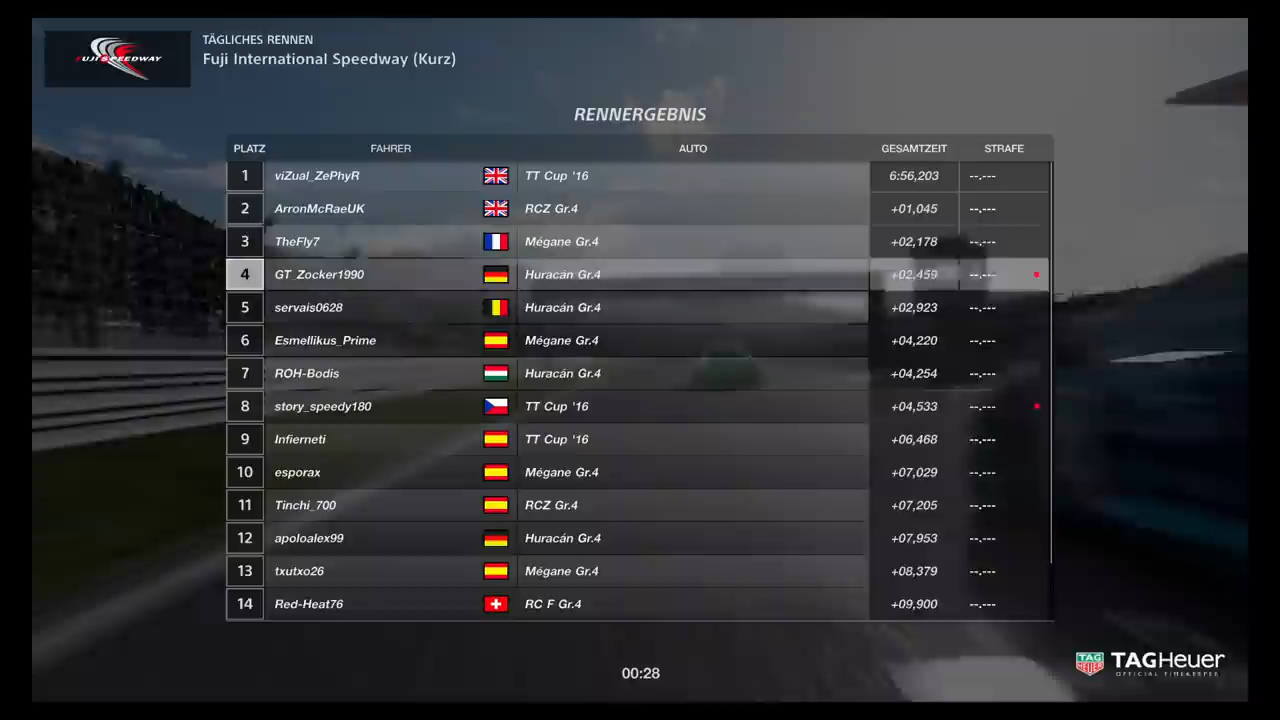 FUJI SPEEDWAY
TÄGLICHES RENNEN
Fuji International Speedway (Kurz)
RENNERGEBNIS
PLATZ FAHRER AUTO GESAMTZEIT STRAFE
1 viZual_ZePhyR TT Cup '16 6:56,203 --,---
2 ArronMcRaeUK RCZ Gr.4 +01,045 --,---
3 TheFly7 Mégane Gr.4 +02,178 --,---
4 GT_Zocker1990 Huracán Gr.4 +02,459 --,---
5 servais0628 Huracán Gr.4 +02,923 --,---
6 Esmellikus_Prime Mégane Gr.4 +04,220 --,---
7 ROH-Bodis Huracán Gr.4 +04,254 --,---
8 story_speedy180 TT Cup '16 +04,533 --,---
9 Infierneti TT Cup '16 +06,468 --,---
10 esporax Mégane Gr.4 +07,029 --,---
11 Tinchi_700 RCZ Gr.4 +07,205 --,---
12 apoloalex99 Huracán Gr.4 +07,953 --,---
13 txutxo26 Mégane Gr.4 +08,379 --,---
14 Red-Heat76 RC F Gr.4 +09,900 --,---
00:28
TAG HEUER TAGHeuer
OFFICIAL TIMEKEEPER